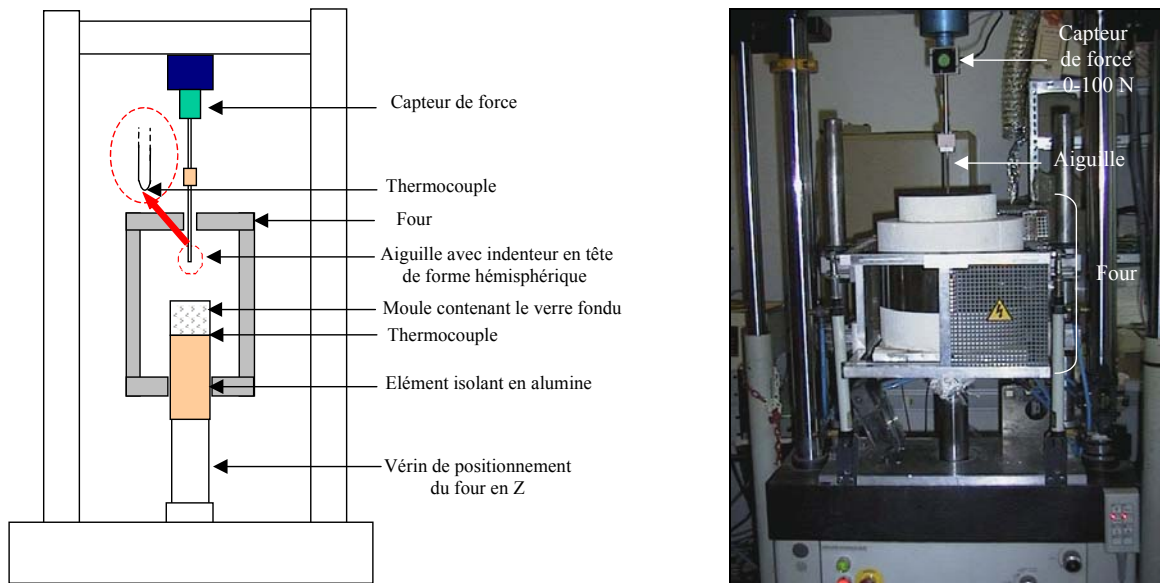 Capteur de force
Thermocouple
Four
Aiguille avec indenteur en tête
de forme hémisphérique
Moule contenant le verre fondu
Thermocouple
Elément isolant en alumine
Vérin de positionnement
du four en Z
Capteur
de force
0-100 N
Aiguille
Four